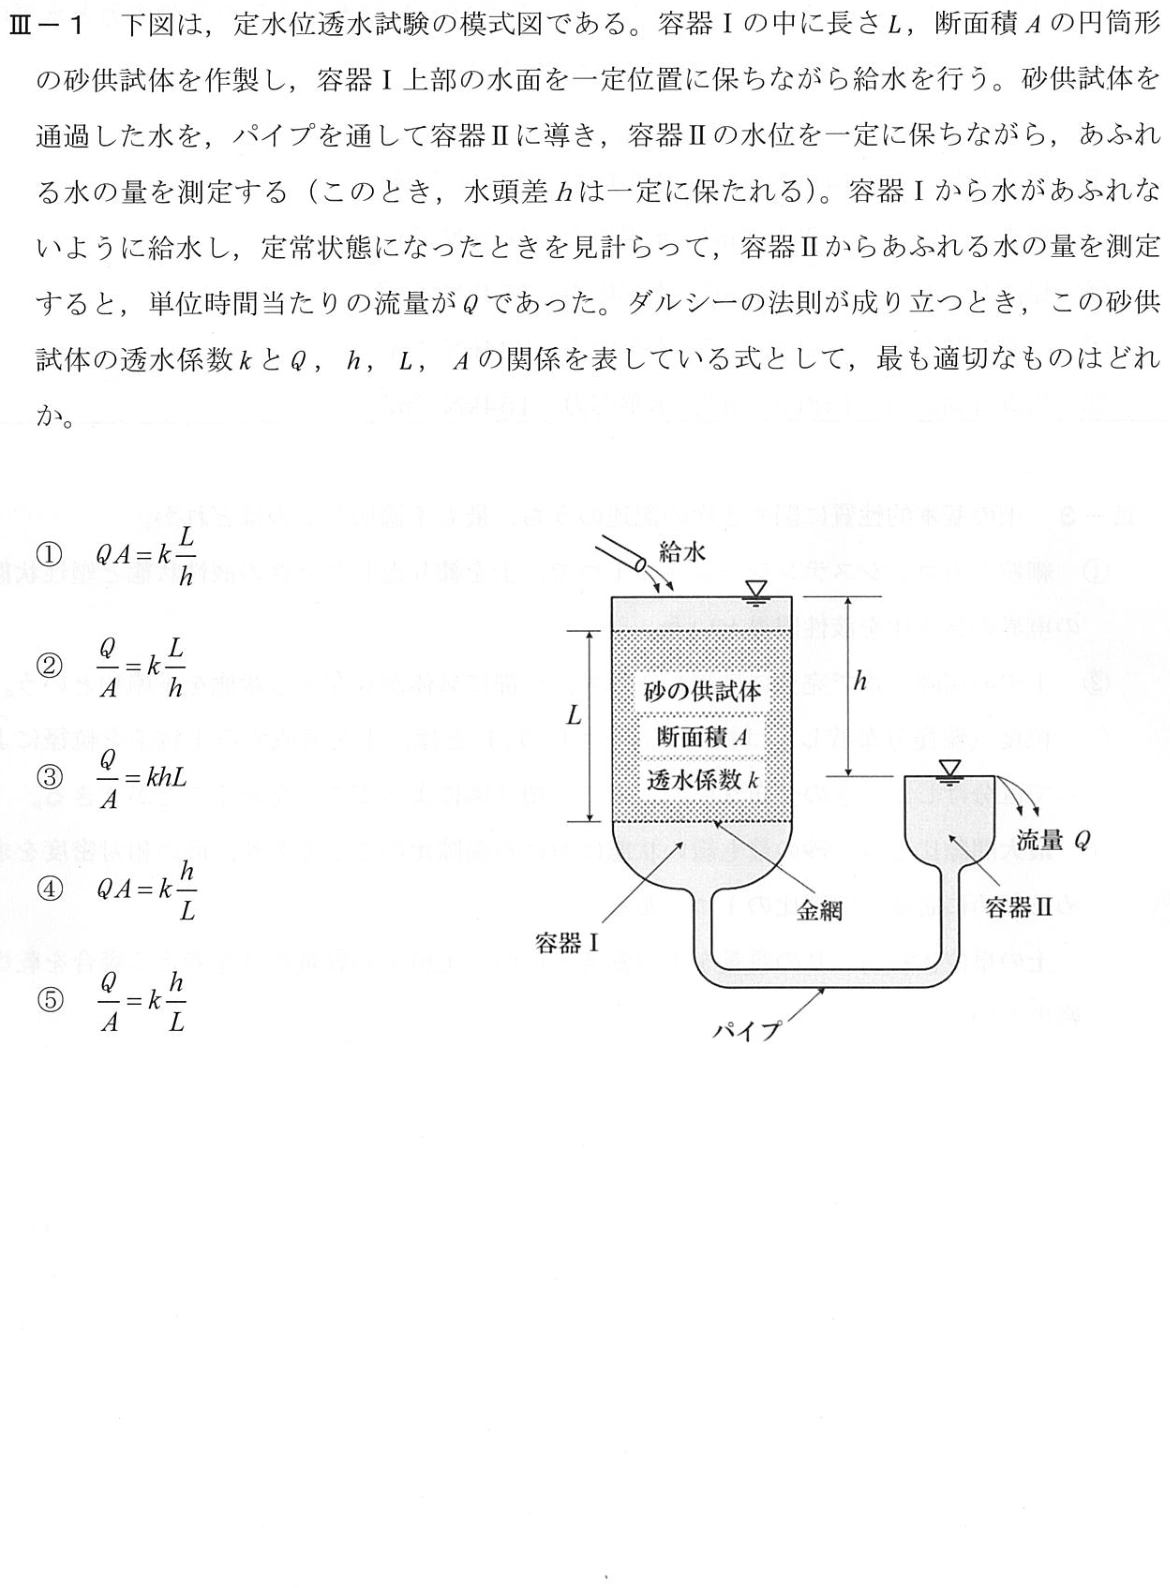 Ⅲ－１　下図は，定水位透水試験の模式図である。容器Ⅰの中に長さL，断面積Aの円筒形
の砂供試体を作製し，容器Ⅰ上部の水面を一定位置に保ちながら給水を行う。砂供試体を
通過した水を，パイプを通して容器Ⅱに導き，容器Ⅱの水位を一定に保ちながら，あふれ
る水の量を測定する（このとき，水頭差hは一定に保たれる）。容器Ⅰから水があふれな
いように給水し，定常状態になったときを見計らって，容器Ⅱからあふれる水の量を測定
すると，単位時間当たりの流量がQであった。ダルシーの法則が成り立つとき，この砂供
試体の透水係数kとQ，h，L，Aの関係を表している式として，最も適切なものはどれ
か。
① QA = k L/h
② Q/A = k L/h
③ Q/A = khL
④ QA = k h/L
⑤ Q/A = k h/L
給水
L
砂の供試体
断面積A
透水係数k
h
流量 Q
金網
容器Ⅱ
容器Ⅰ
パイプ